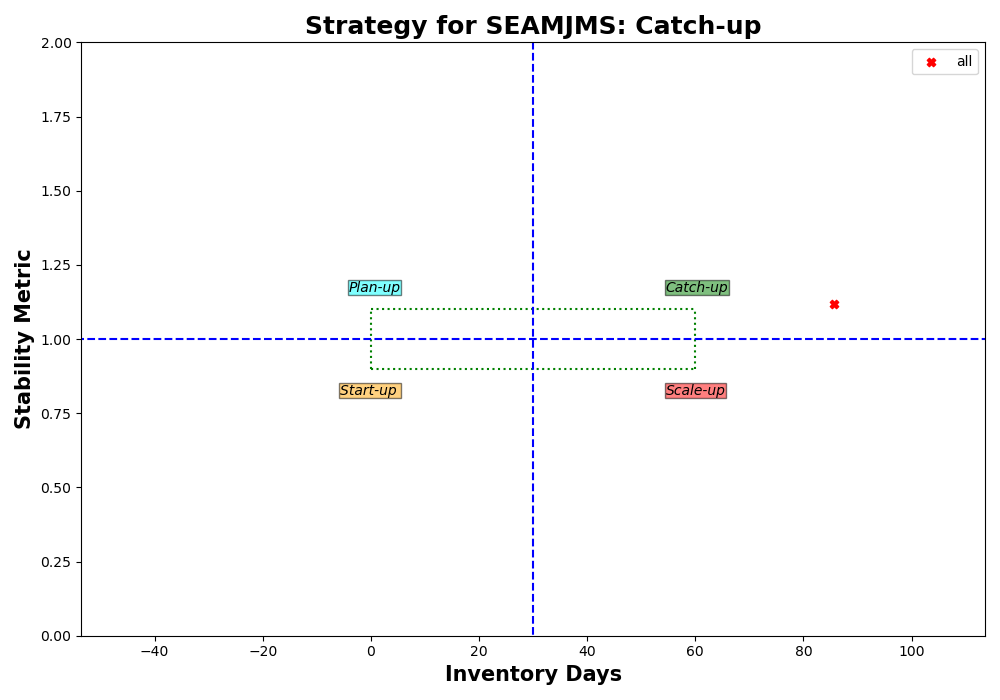 Strategy for SEAMJMS: Catch-up
2.00
all
1.75
1.50
1.25
Plan-up
Catch-up
1.00
Start-up
Scale-up
0.75
0.50
0.25
0.00
−40
−20
0
20
40
60
80
100
Stability Metric
Inventory Days